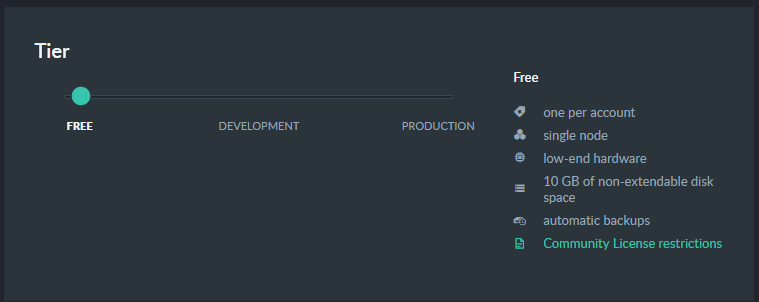 Tier
FREE
DEVELOPMENT
PRODUCTION
Free
one per account
single node
low-end hardware
10 GB of non-extendable disk
space
automatic backups
Community License restrictions